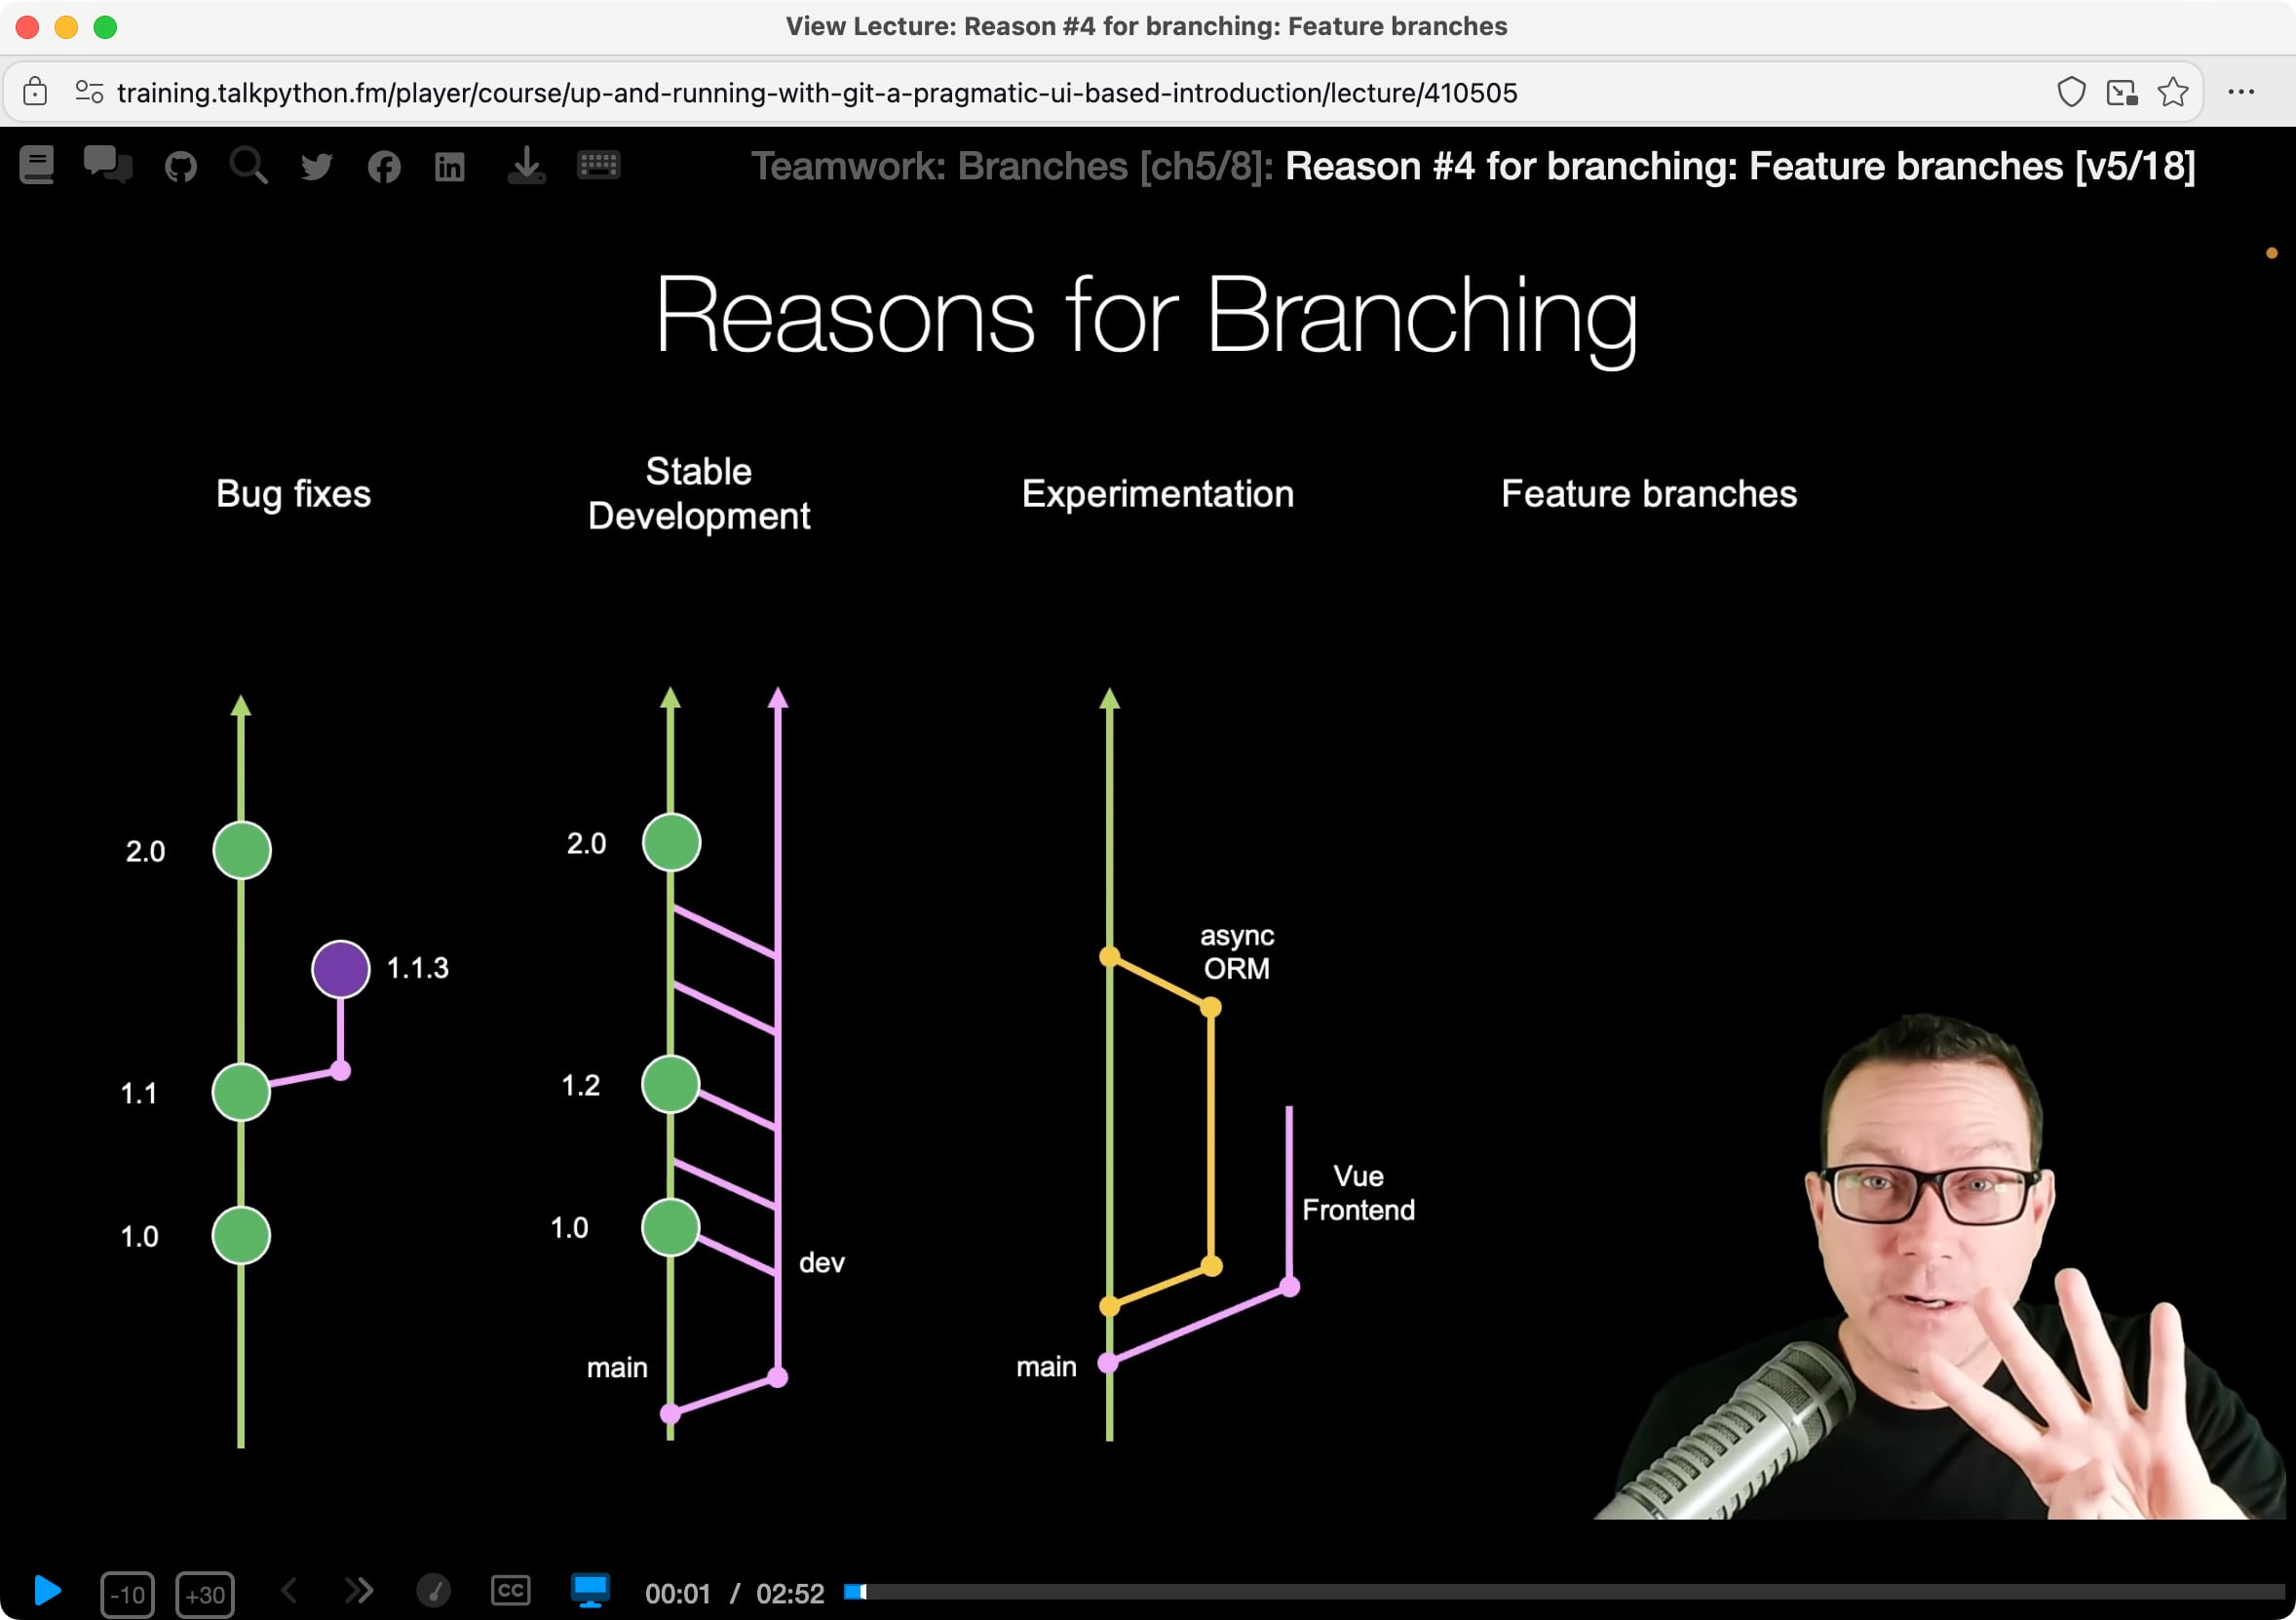 View Lecture: Reason #4 for branching: Feature branches
training.talkpython.fm/player/course/up-and-running-with-git-a-pragmatic-ui-based-introduction/lecture/410505
Teamwork: Branches [ch5/8]: Reason #4 for branching: Feature branches [v5/18]
Reasons for Branching
Bug fixes
Stable
Development
Experimentation
Feature branches
2.0
1.1.3
1.1
1.0
2.0
1.2
1.0
dev
main
async
ORM
Vue
Frontend
main
-10
+30
CC
00:01 / 02:52